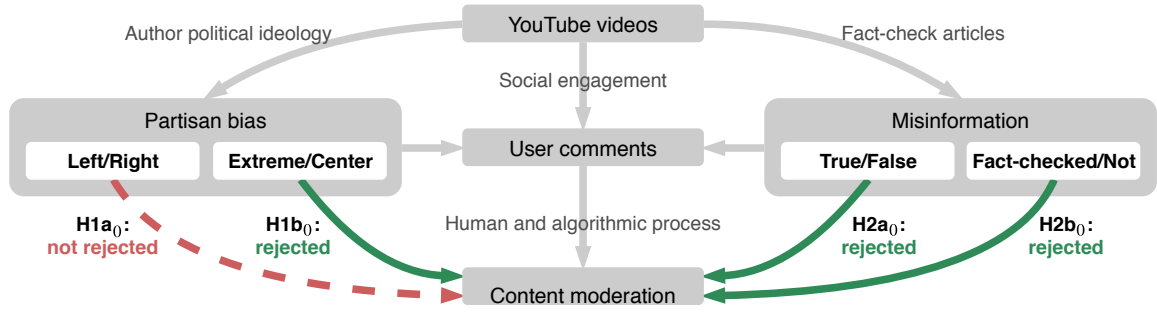 YouTube videos
Author political ideology
Fact-check articles
Social engagement
Partisan bias
Left/Right
Extreme/Center
User comments
Misinformation
True/False
Fact-checked/Not
H1a₀:
not rejected
H1b₀:
rejected
Human and algorithmic process
H2a₀:
rejected
H2b₀:
rejected
Content moderation